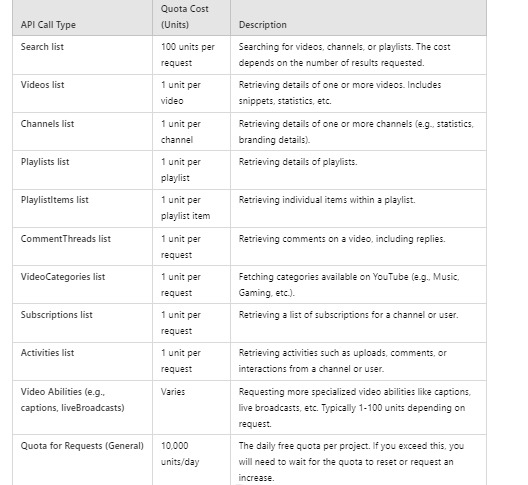 API Call Type
Quota Cost
(Units)
Description
Search list
100 units per
request
Searching for videos, channels, or playlists. The cost
depends on the number of results requested.
Videos list
1 unit per
video
Retrieving details of one or more videos. Includes
snippets, statistics, etc.
Channels list
1 unit per
channel
Retrieving details of one or more channels (e.g., statistics,
branding details).
Playlists list
1 unit per
playlist
Retrieving details of playlists.
PlaylistItems list
1 unit per
playlist item
Retrieving individual items within a playlist.
CommentThreads list
1 unit per
request
Retrieving comments on a video, including replies.
VideoCategories list
1 unit per
request
Fetching categories available on YouTube (e.g., Music,
Gaming, etc.).
Subscriptions list
1 unit per
request
Retrieving a list of subscriptions for a channel or user.
Activities list
1 unit per
request
Retrieving activities such as uploads, comments, or
interactions from a channel or user.
Video Abilities (e.g.,
captions, liveBroadcasts)
Varies
Requesting more specialized video abilities like captions,
live broadcasts, etc. Typically 1-100 units depending on
request.
Quota for Requests (General)
10,000
units/day
The daily free quota per project. If you exceed this, you
will need to wait for the quota to reset or request an
increase.